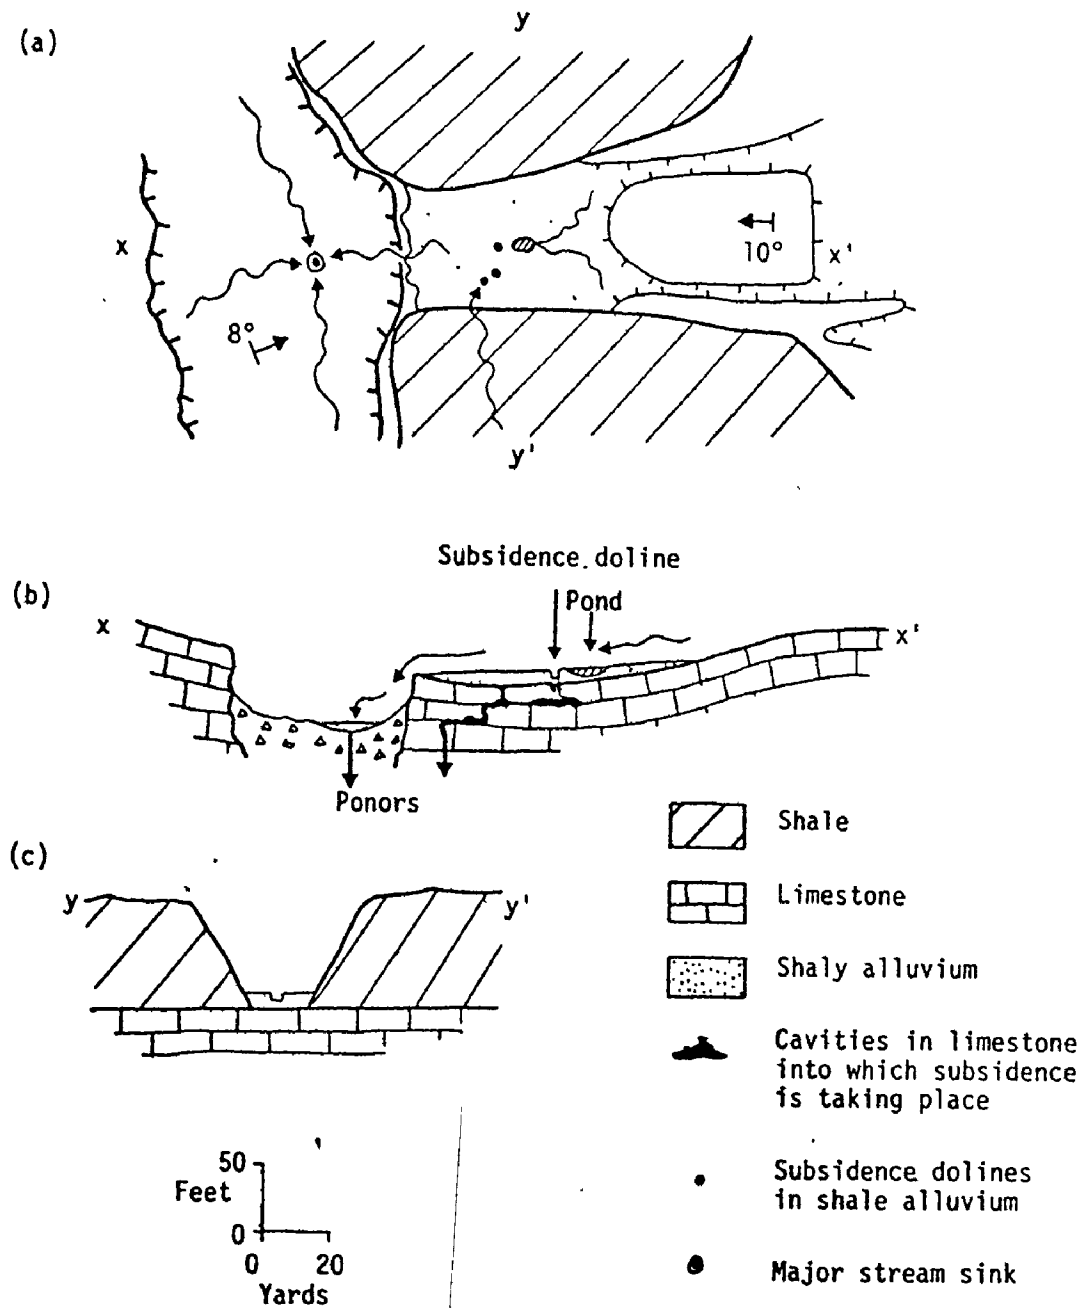 (a)
y
x
x'
10°
8°
y'
Subsidence doline
(b)
Pond
x
x'
Ponors
Shale
(c)
y
y'
Limestone
Shaly alluvium
Cavities in limestone
into which subsidence
is taking place
50
Feet
0
0 20
Yards
Subsidence dolines
in shale alluvium
Major stream sink